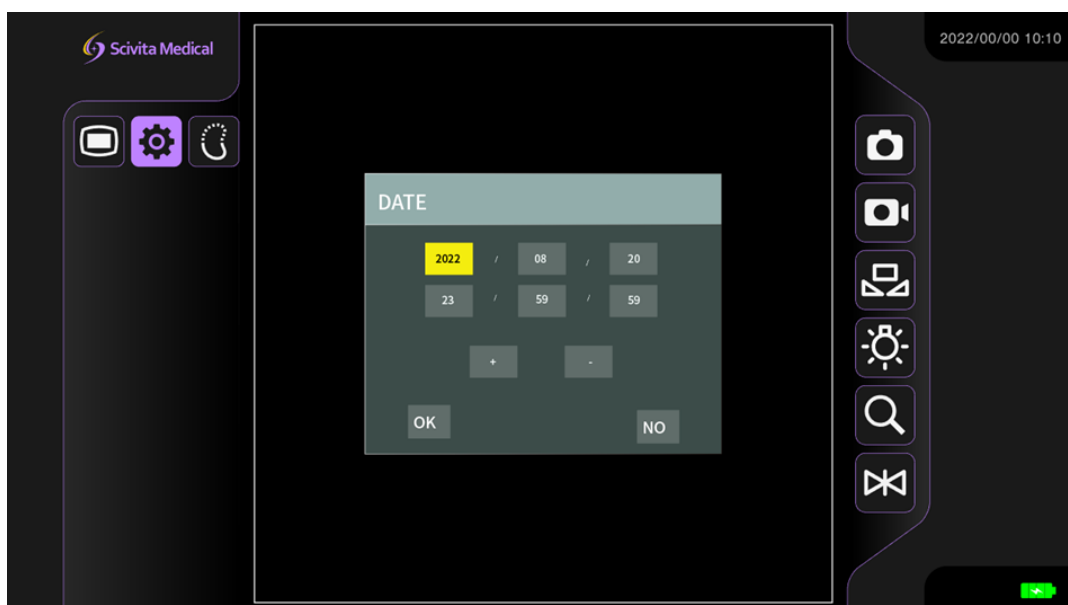 Scivita Medical
2022/00/00 10:10
DATE
2022 / 08 / 20
23 / 59 / 59
+ -
OK NO